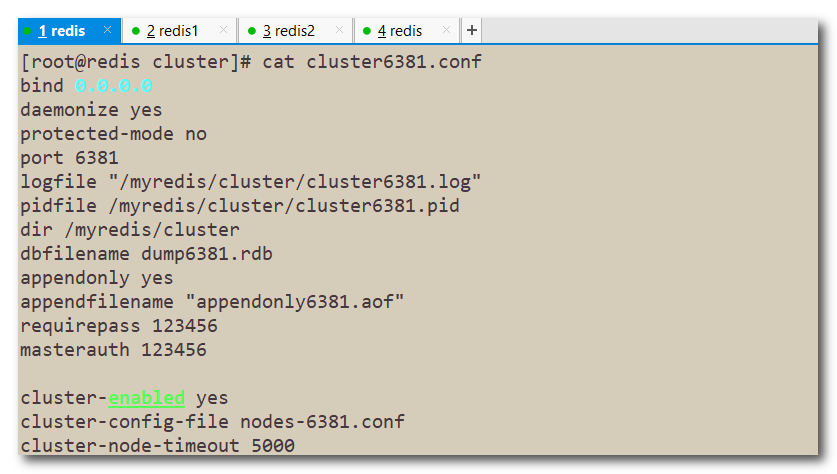 1 redis × 2 redis1 × 3 redis2 × 4 redis × +
[root@redis cluster]# cat cluster6381.conf
bind 0.0.0.0
daemonize yes
protected-mode no
port 6381
logfile "/myredis/cluster/cluster6381.log"
pidfile /myredis/cluster/cluster6381.pid
dir /myredis/cluster
dbfilename dump6381.rdb
appendonly yes
appendfilename "appendonly6381.aof"
requirepass 123456
masterauth 123456
cluster-enabled yes
cluster-config-file nodes-6381.conf
cluster-node-timeout 5000